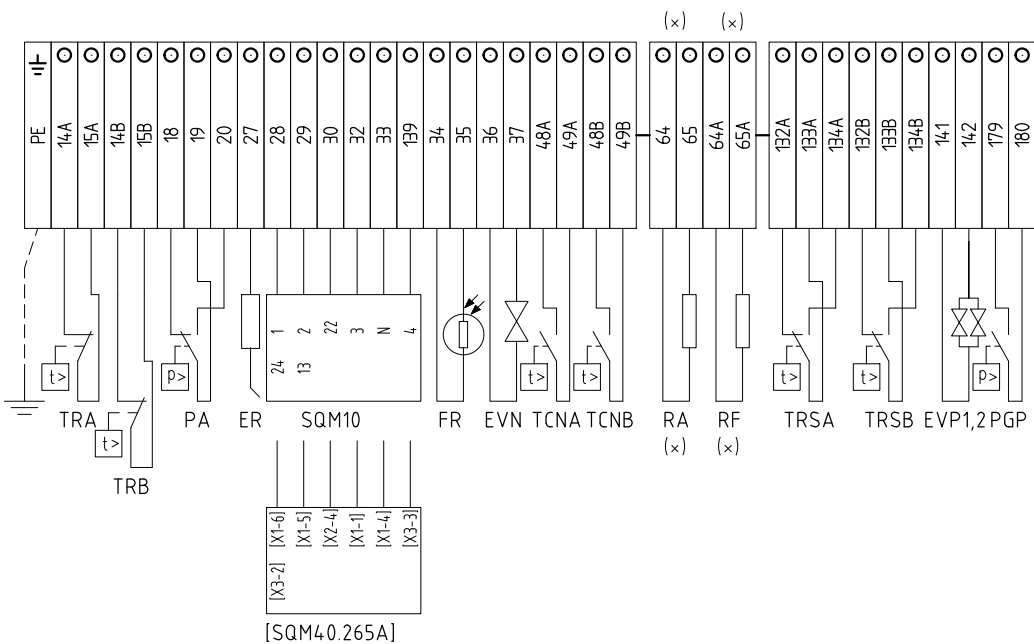 (×) (×)
PE 14A 15A 14B 15B 18 19 20 27 28 29 30 32 33 139 34 35 36 37 48A 49A 48B 49B 64 65 64A 65A 132A 133A 134A 132B 133B 134B 141 142 179 180
1 2 22 3 N 4
24 13
t> p> t> t> t> t> p>
TRA PA ER SQM10 FR EVN TCNA TCNB RA RF TRSA TRSB EVP1,2 PGP
t> (×) (×)
TRB
[X1-6] [X1-5] [X2-4] [X1-1] [X1-4] [X3-3]
[X3-2]
[SQM40.265A]